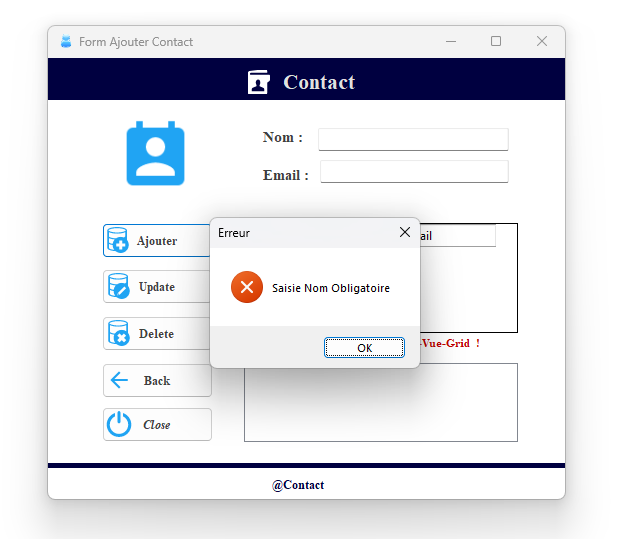 Form Ajouter Contact
Contact
Nom :
Email :
Erreur
Saisie Nom Obligatoire
OK
Ajouter
Update
Delete
-Vue-Grid !
Back
Close
@Contact